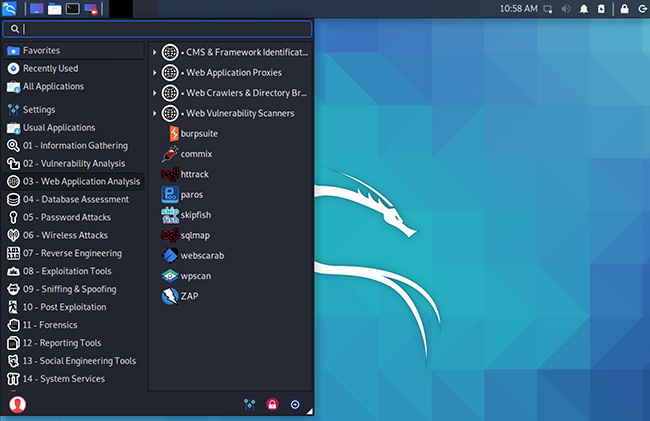 10:58 AM
Favorites
Recently Used
All Applications
Settings
Usual Applications
01 - Information Gathering
02 - Vulnerability Analysis
03 - Web Application Analysis
04 - Database Assessment
05 - Password Attacks
06 - Wireless Attacks
07 - Reverse Engineering
08 - Exploitation Tools
09 - Sniffing & Spoofing
10 - Post Exploitation
11 - Forensics
12 - Reporting Tools
13 - Social Engineering Tools
14 - System Services
• CMS & Framework Identificat...
• Web Application Proxies
• Web Crawlers & Directory Br...
• Web Vulnerability Scanners
burpsuite
commix
httrack
paros
skip fish
skipfish
sqlmap
webscarab
wpscan
ZAP